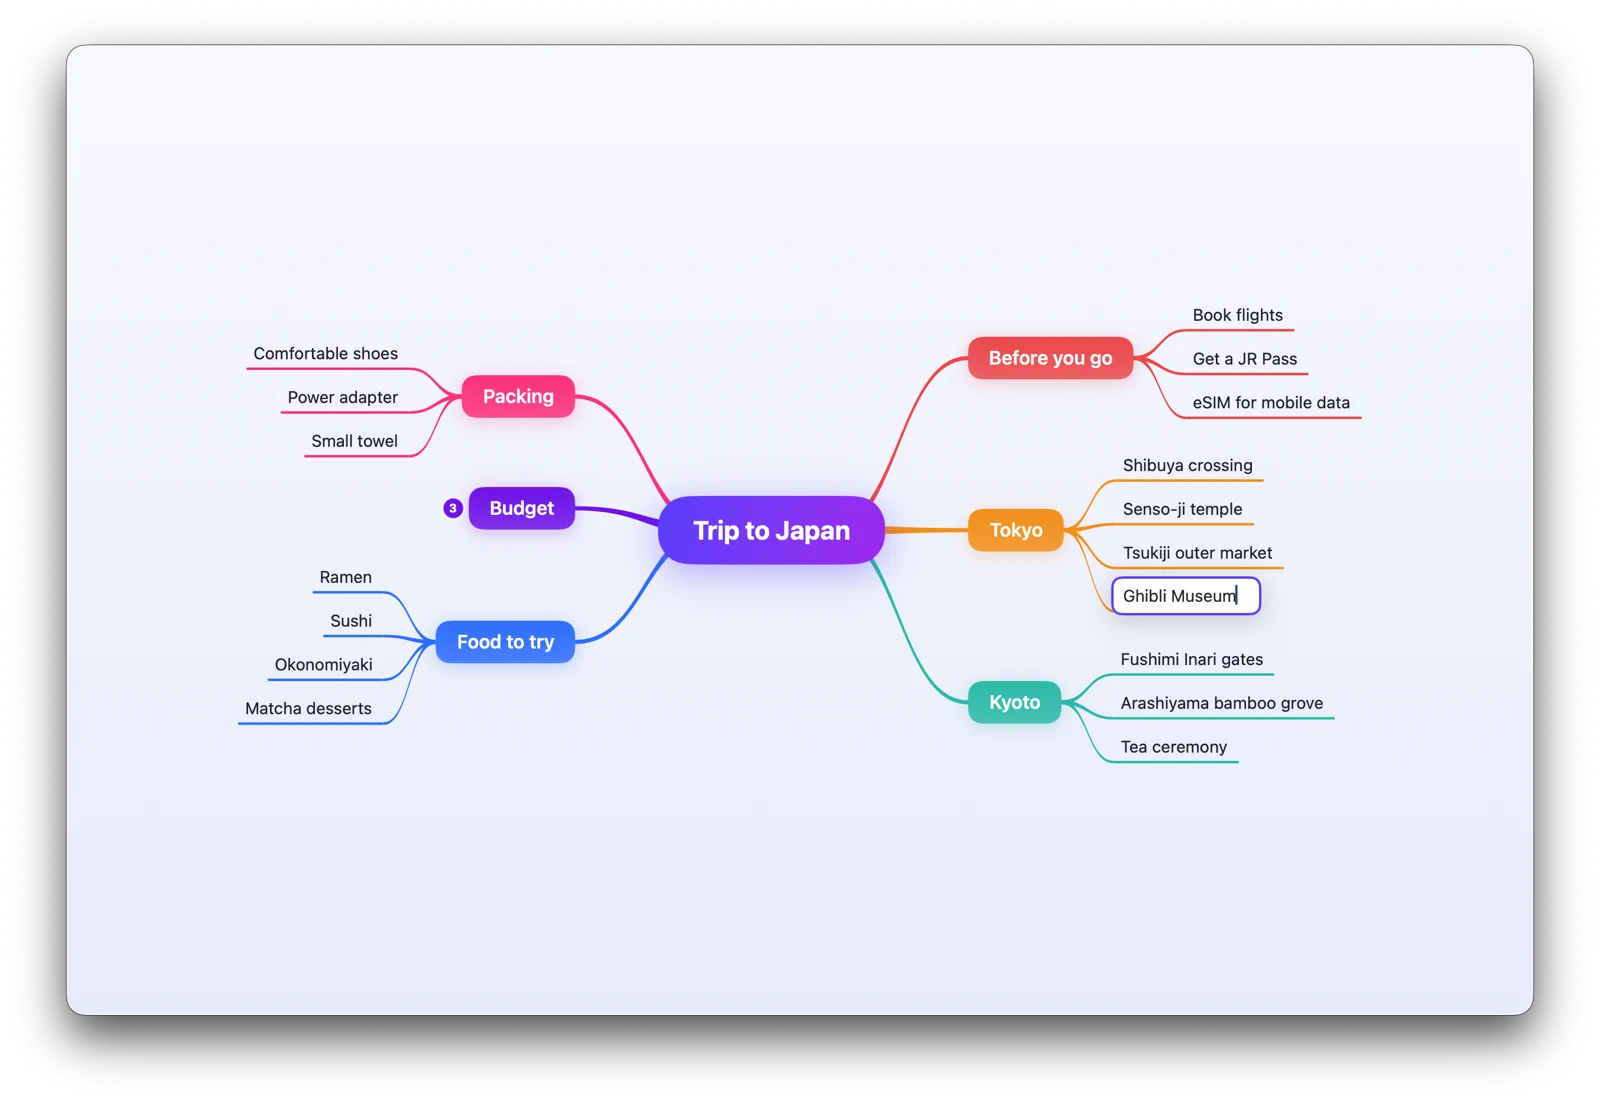 Trip to Japan
Before you go
Book flights
Get a JR Pass
eSIM for mobile data
Tokyo
Shibuya crossing
Senso-ji temple
Tsukiji outer market
Ghibli Museum
Kyoto
Fushimi Inari gates
Arashiyama bamboo grove
Tea ceremony
Packing
Comfortable shoes
Power adapter
Small towel
Budget
3
Food to try
Ramen
Sushi
Okonomiyaki
Matcha desserts